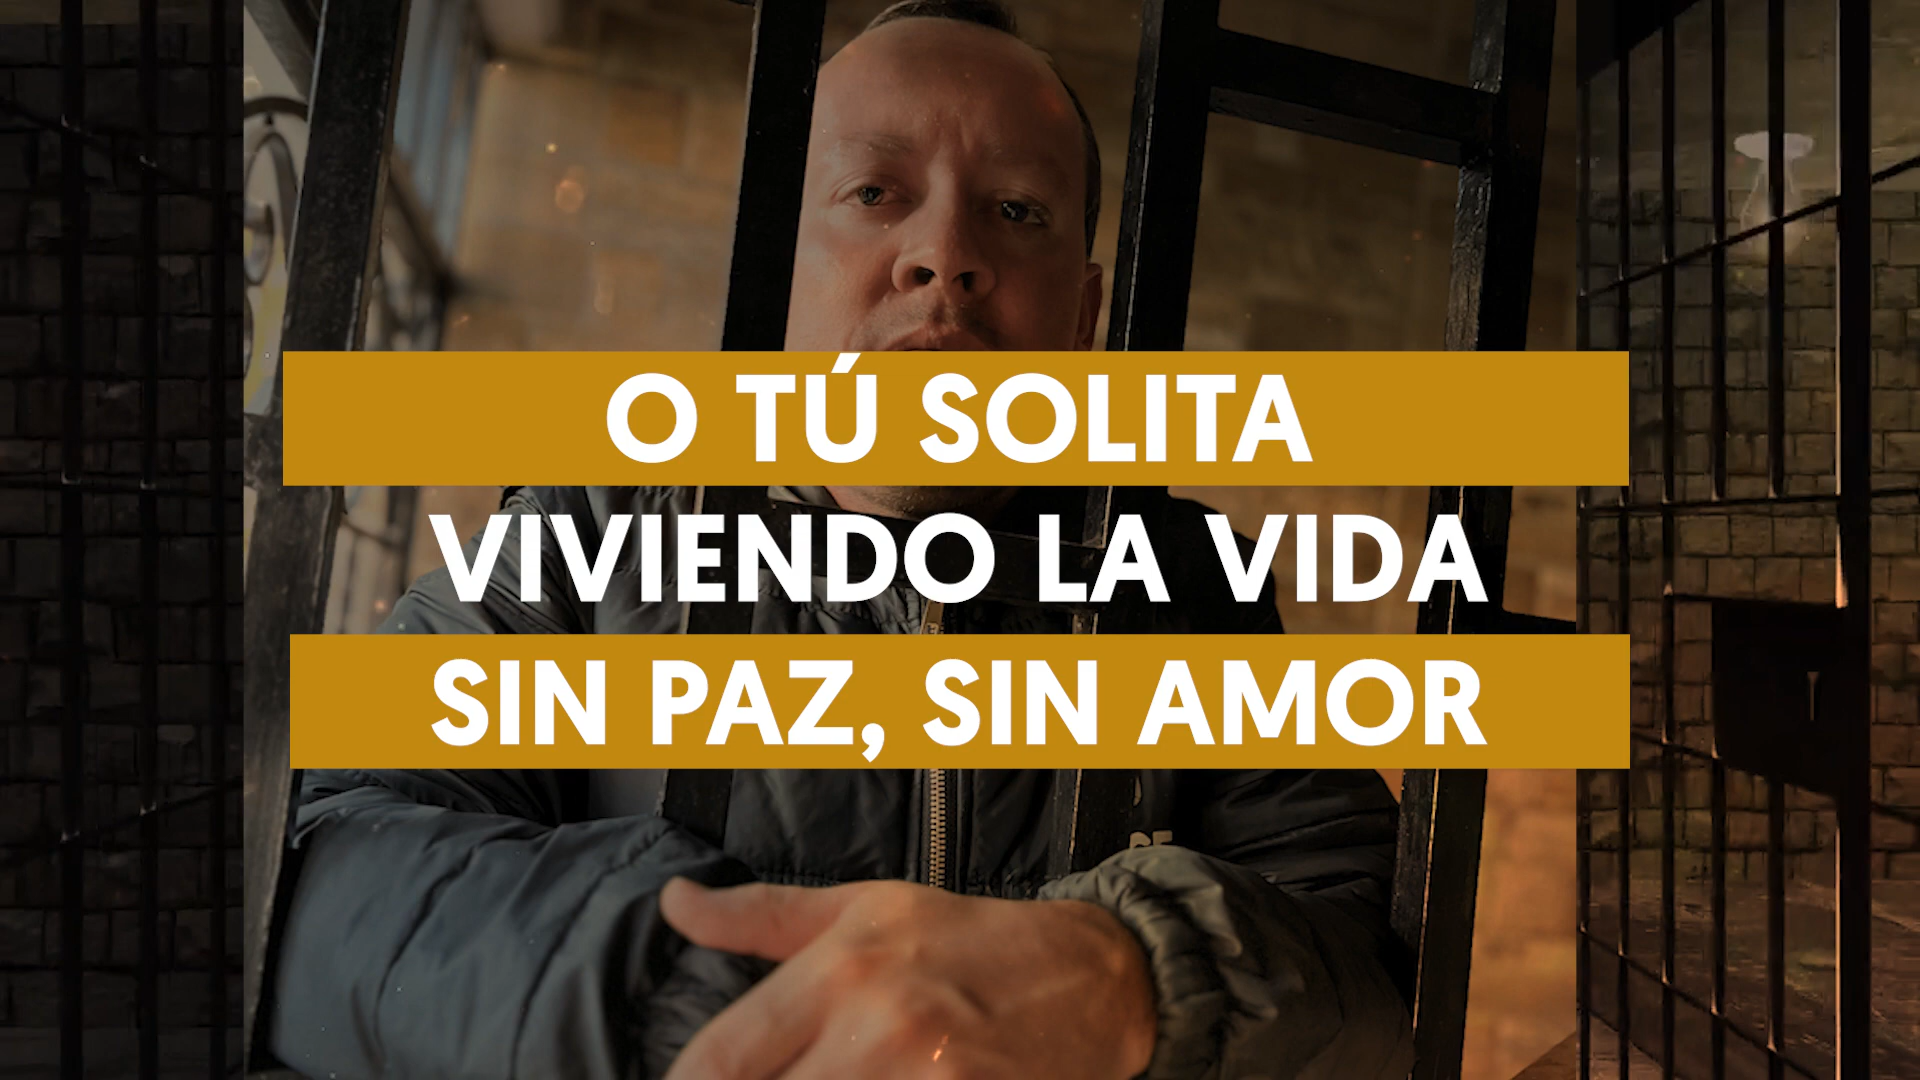 O TÚ SOLITA
VIVIENDO LA VIDA
SIN PAZ, SIN AMOR